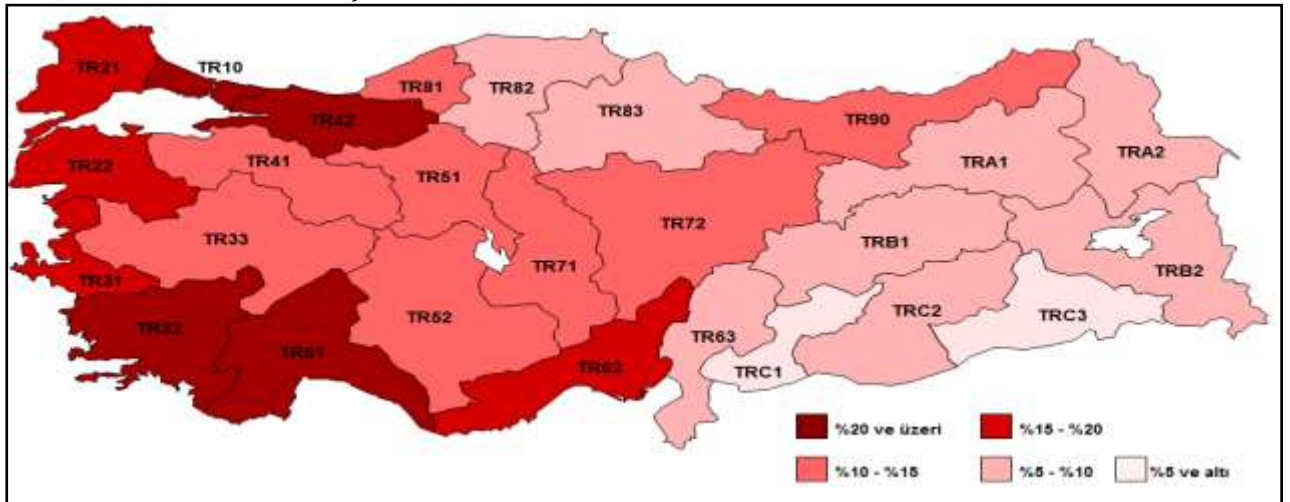 TR10
TR21
TR81
TR82
TR42
TR83
TR90
TR22
TR41
TR51
TRA1
TRA2
TR72
TR33
TRB1
TR71
TRB2
TR31
TR52
TRC2
TRC3
TR32
TR61
TR63
TR62
TRC1
%20 ve üzeri
%15 - %20
%10 - %15
%5 - %10
%5 ve altı